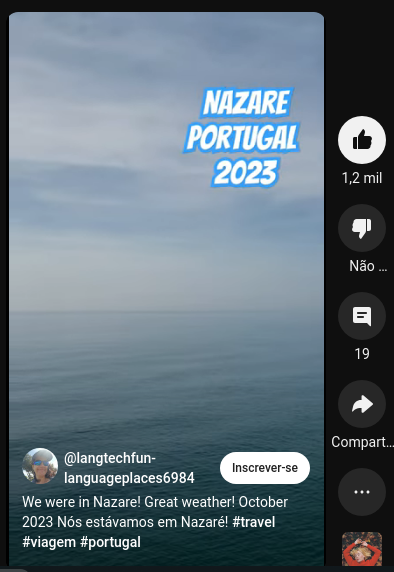 NAZARE
PORTUGAL
2023
1,2 mil
Não ...
19
Compart...
@langtechfun-
languageplaces6984
Inscrever-se
We were in Nazare! Great weather! October
2023 Nós estávamos em Nazaré! #travel
#viagem #portugal